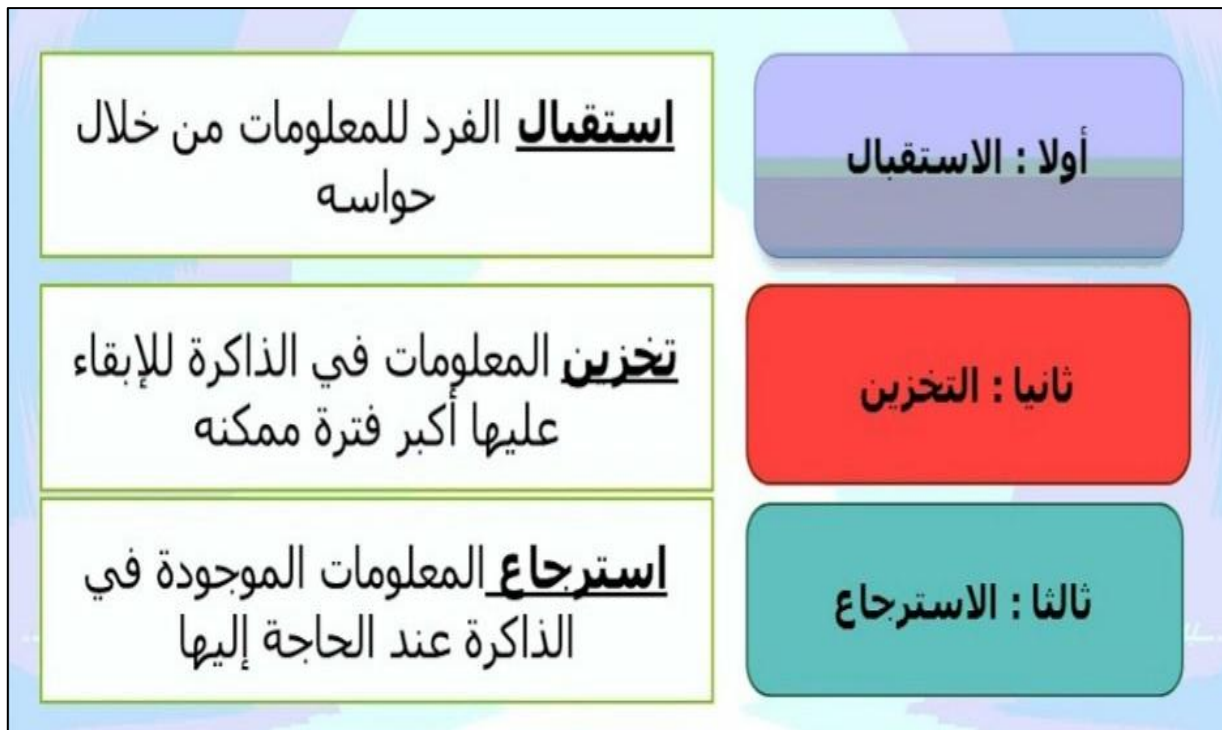 أولا : الاستقبال
استقبال الفرد للمعلومات من خلال
حواسه
ثانيا : التخزين
تخزين المعلومات في الذاكرة للإبقاء
عليها أكبر فترة ممكنه
ثالثا : الاسترجاع
استرجاع المعلومات الموجودة في
الذاكرة عند الحاجة إليها